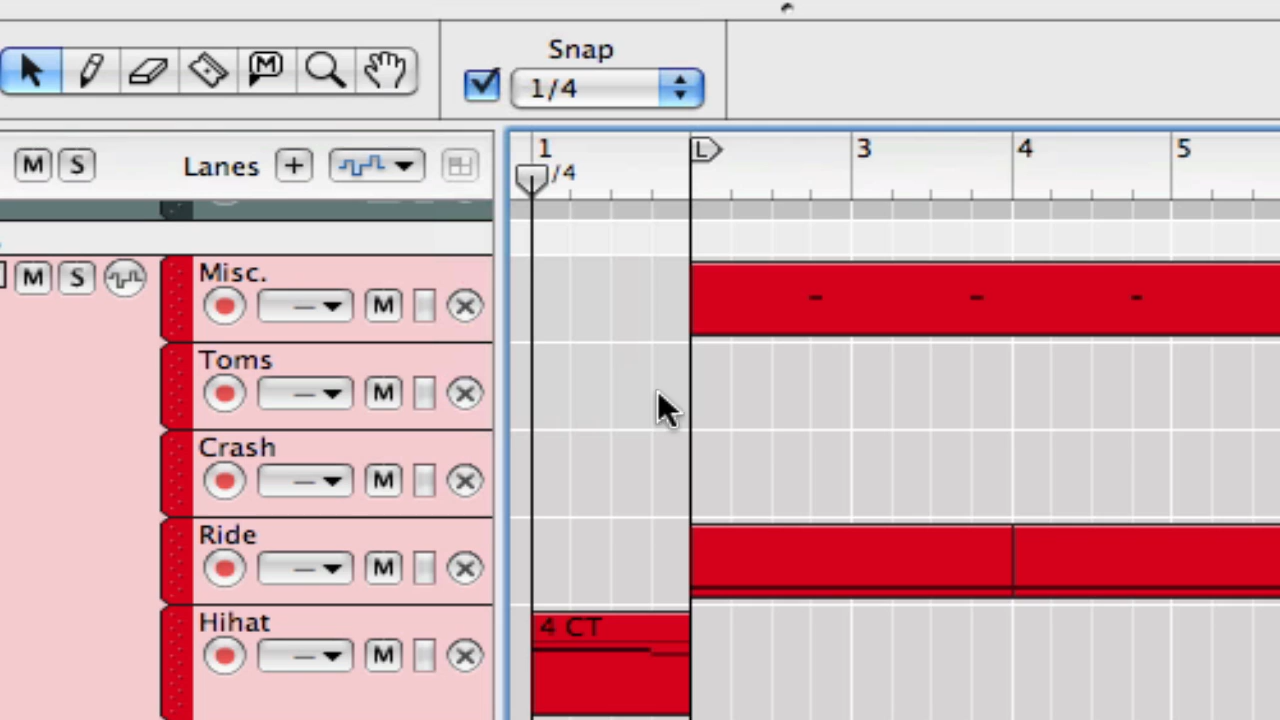 M
Snap
1/4
M S Lanes +
1 L 3 4 5
/4
M S Misc.
M
Toms
M
Crash
M
Ride
M
Hihat
M
4 CT